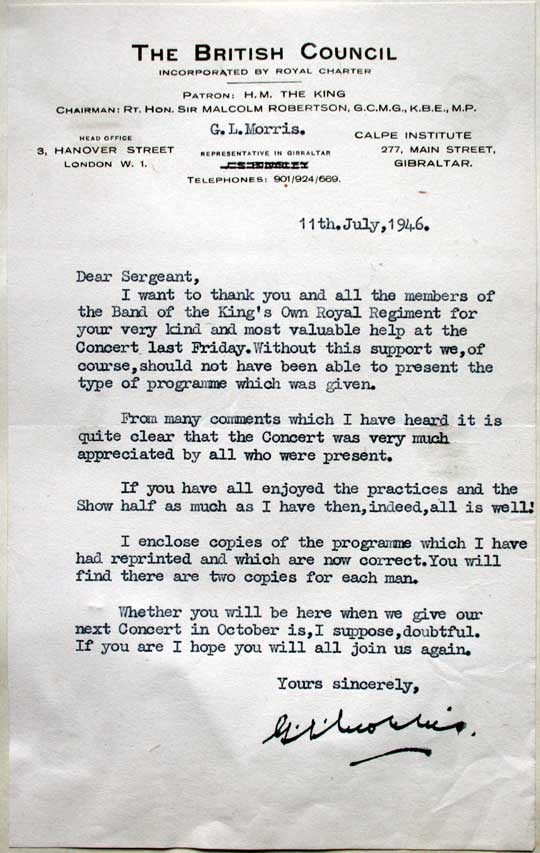 THE BRITISH COUNCIL
INCORPORATED BY ROYAL CHARTER
PATRON: H.M. THE KING
CHAIRMAN: RT. HON. SIR MALCOLM ROBERTSON, G.C.M.G., K.B.E., M.P.
G.L.Morris.
HEAD OFFICE
3, HANOVER STREET
LONDON W. 1.
REPRESENTATIVE IN GIBRALTAR
TELEPHONES: 901/924/669.
CALPE INSTITUTE
277, MAIN STREET,
GIBRALTAR.
11th.July,1946.
Dear Sergeant,
I want to thank you and all the members of
the Band of the King's Own Royal Regiment for
your very kind and most valuable help at the
Concert last Friday.Without this support we,of
course,should not have been able to present the
type of programme which was given.
From many comments which I have heard it is
quite clear that the Concert was very much
appreciated by all who were present.
If you have all enjoyed the practices and the
Show half as much as I have then,indeed,all is well!
I enclose copies of the programme which I have
had reprinted and which are now correct.You will
find there are two copies for each man.
Whether you will be here when we give our
next Concert in October is,I suppose,doubtful.
If you are I hope you will all join us again.
Yours sincerely,
G.L.Morris.